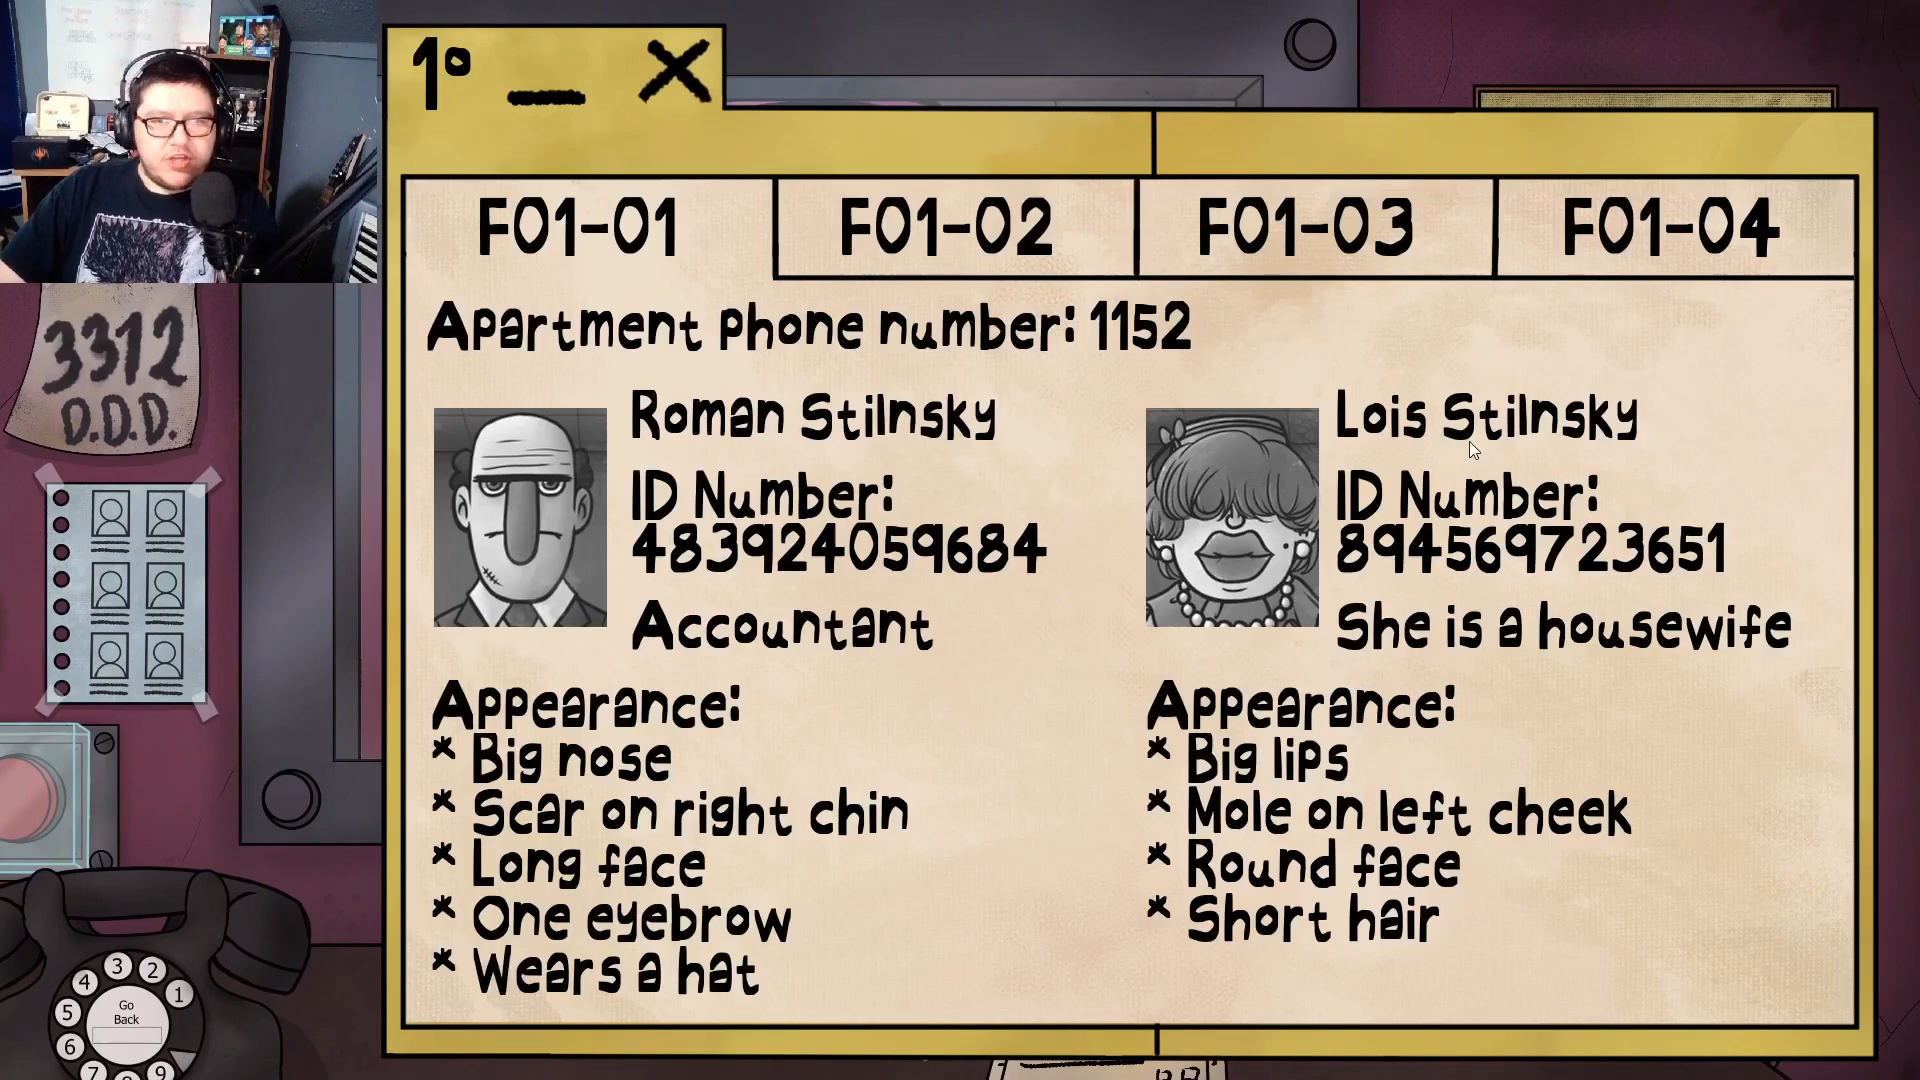 1º
F01-01
F01-02
F01-03
F01-04
Apartment phone number: 1152
Roman Stilnsky
ID Number:
483924059684
Accountant
Appearance:
* Big nose
* Scar on right chin
* Long face
* One eyebrow
* Wears a hat
Lois Stilnsky
ID Number:
894569723651
She is a housewife
Appearance:
* Big lips
* Mole on left cheek
* Round face
* Short hair
3312
D.D.D.
3
2
4
1
5
Go
Back
6
7
9